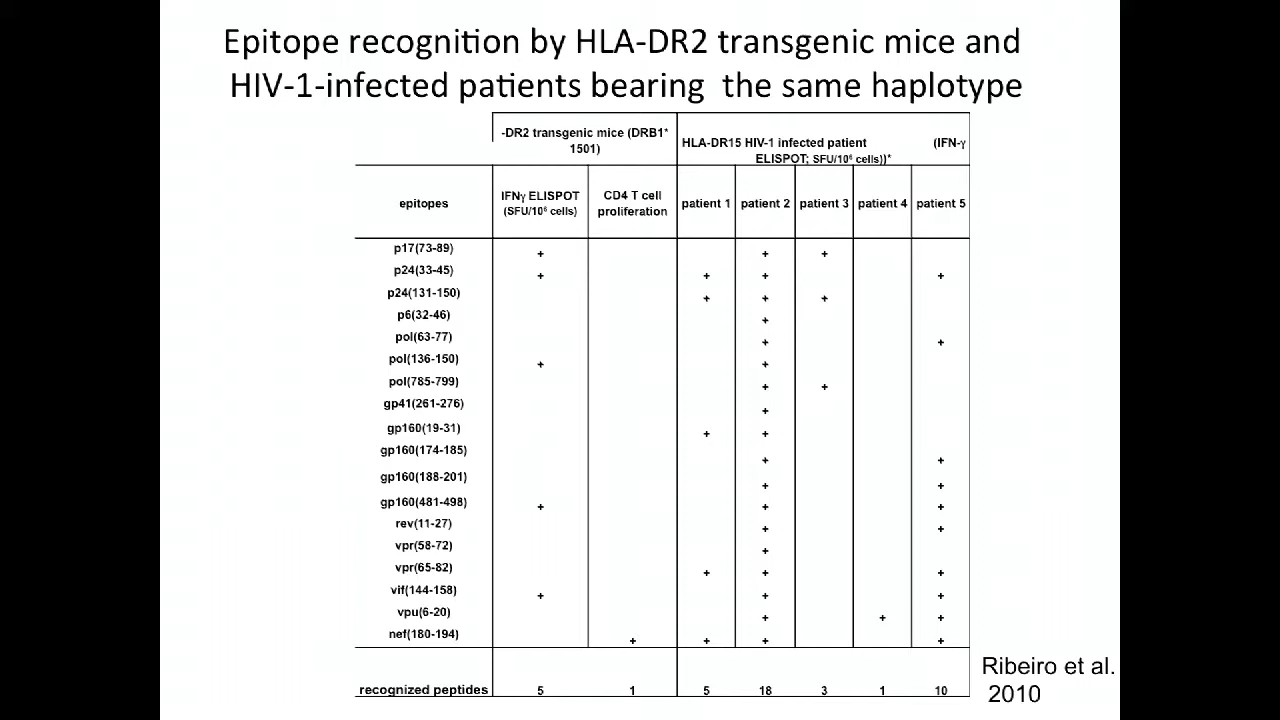 Epitope recognition by HLA-DR2 transgenic mice and
HIV-1-infected patients bearing the same haplotype
-DR2 transgenic mice (DRB1*
1501)
HLA-DR15 HIV-1 infected patient (IFN-γ
ELISPOT; SFU/10⁶ cells))*
epitopes IFNγ ELISPOT (SFU/10⁶ cells) CD4 T cell proliferation patient 1 patient 2 patient 3 patient 4 patient 5
p17(73-89) + + +
p24(33-45) + + + +
p24(131-150) + + +
p6(32-46) +
pol(63-77) + +
pol(136-150) + +
pol(785-799) + +
gp41(261-276) +
gp160(19-31) + +
gp160(174-185) + +
gp160(188-201) + +
gp160(481-498) + + +
rev(11-27) + +
vpr(58-72) +
vpr(65-82) + + +
vif(144-158) + + +
vpu(6-20) + + +
nef(180-194) + + + +
recognized peptides 5 1 5 18 3 1 10
Ribeiro et al.
2010